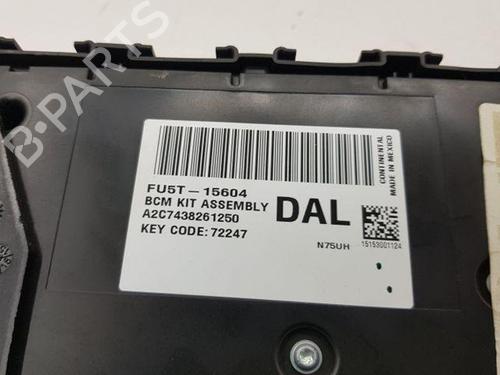 B-PARTS
FU5T-15604
BCM KIT ASSEMBLY
A2C7438261250
KEY CODE:72247
DAL
N75UH
15153001124
CONTINENTAL
MADE IN MEXICO